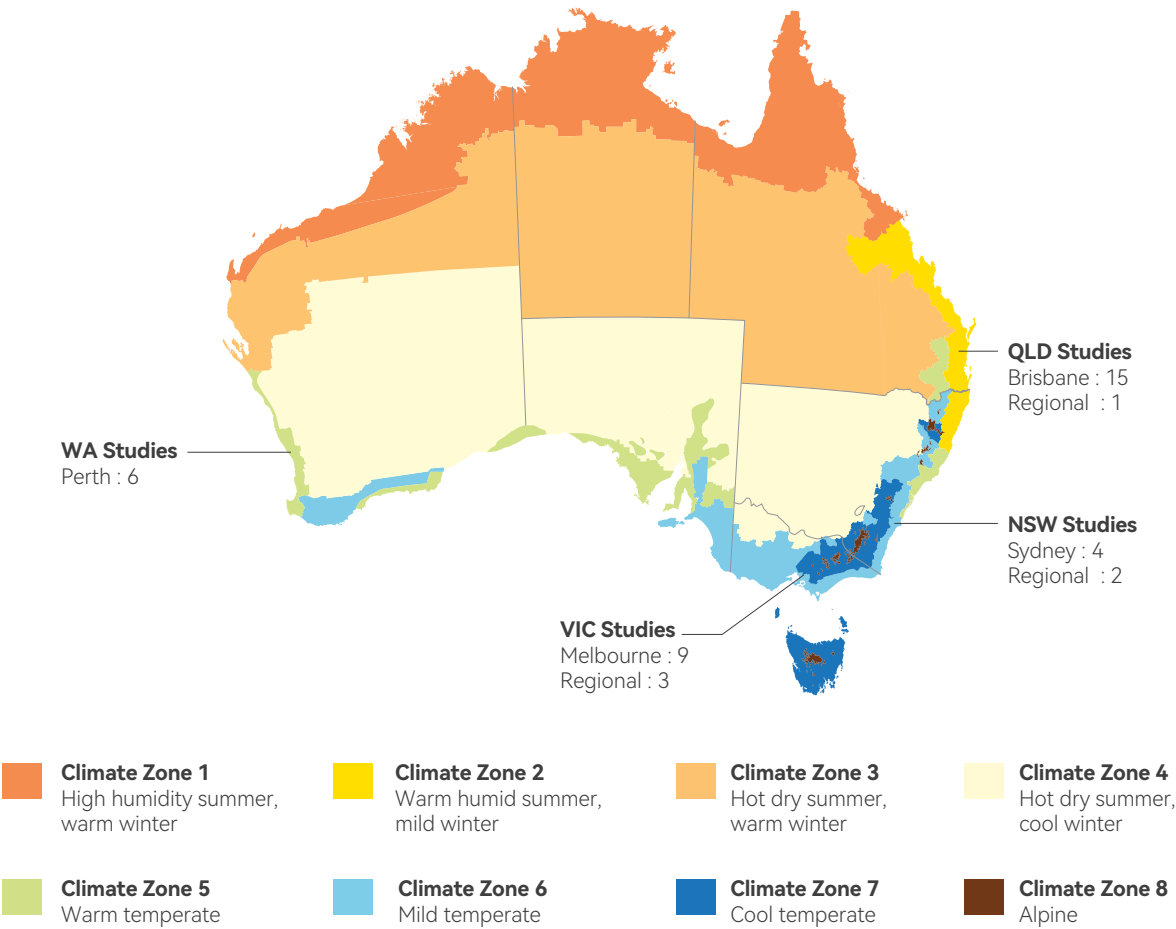 QLD Studies
Brisbane : 15
Regional : 1
WA Studies
Perth : 6
NSW Studies
Sydney : 4
Regional : 2
VIC Studies
Melbourne : 9
Regional : 3
Climate Zone 1
High humidity summer,
warm winter
Climate Zone 2
Warm humid summer,
mild winter
Climate Zone 3
Hot dry summer,
warm winter
Climate Zone 4
Hot dry summer,
cool winter
Climate Zone 5
Warm temperate
Climate Zone 6
Mild temperate
Climate Zone 7
Cool temperate
Climate Zone 8
Alpine